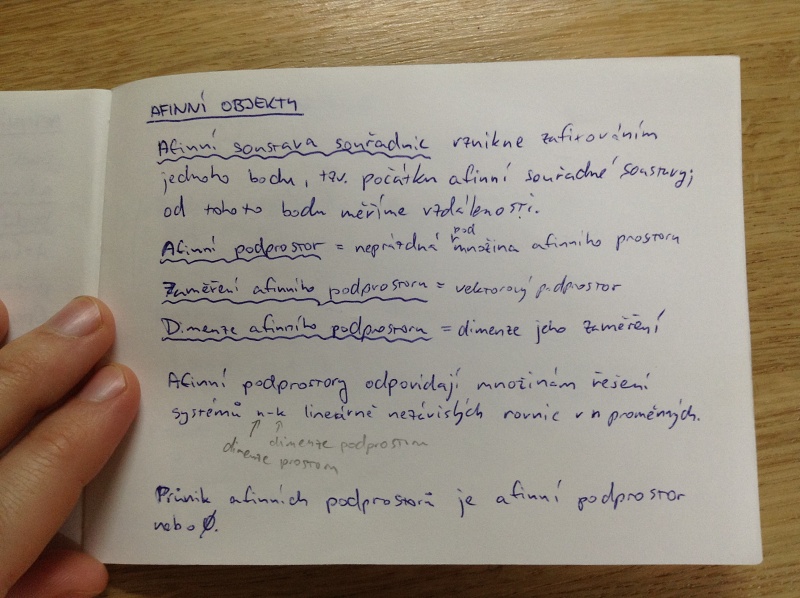 AFINNÍ OBJEKTY
Afinní soustava souřadnic vznikne zafixováním
jednoho bodu, tzv. počátku afinní souřadné soustavy;
od tohoto bodu měříme vzdálenosti.
Afinní podprostor = neprázdná podmnožina afinního prostoru
Zaměření afinního podprostoru = vektorový podprostor
Dimenze afinního podprostoru = dimenze jeho zaměření
Afinní podprostory odpovídají množinám řešení
systémů n-k lineárně nezávislých rovnic v n proměnných.
↑ ↑ dimenze podprostoru
dimenze prostoru
Průnik afinních podprostorů je afinní podprostor
nebo ∅.